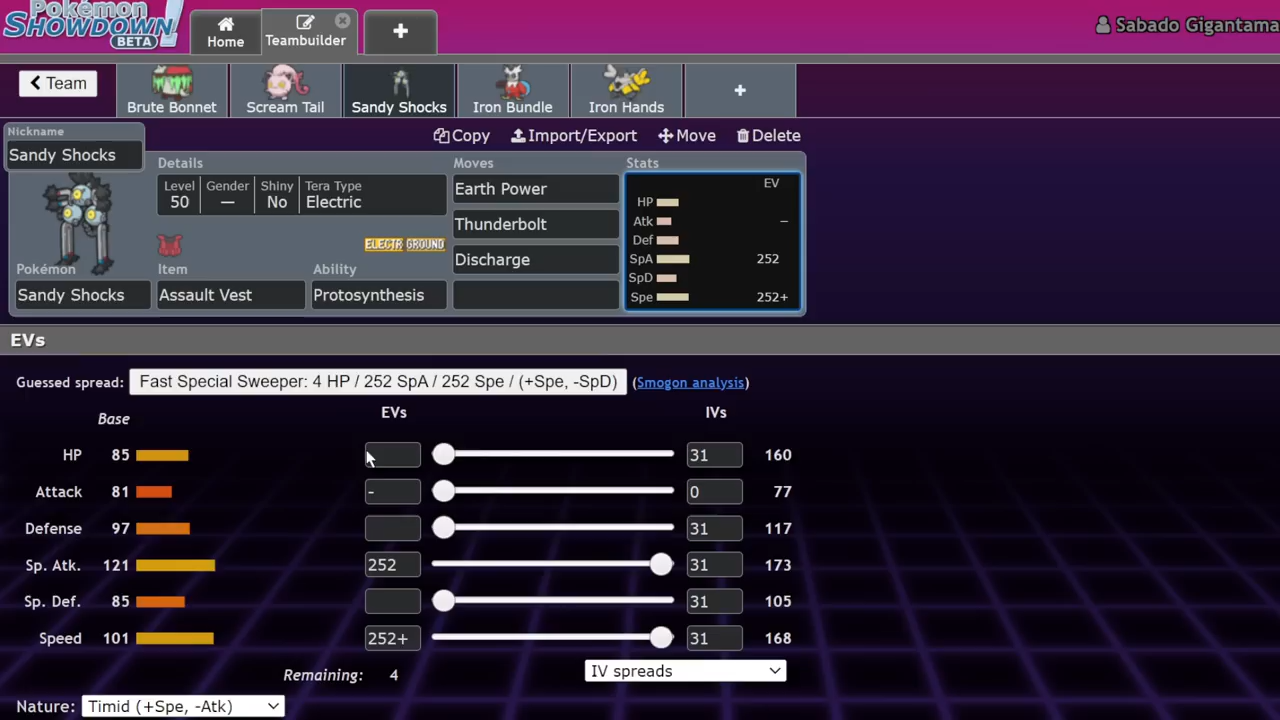 Pokémon
SHOWDOWN!
BETA
Home
Teambuilder
+
Sabado Gigantama
Team
Brute Bonnet
Scream Tail
Sandy Shocks
Iron Bundle
Iron Hands
+
Nickname
Sandy Shocks
Copy
Import/Export
Move
Delete
Details
Moves
Stats
Level
50
Gender
—
Shiny
No
Tera Type
Electric
ELECTR GROUND
Pokémon
Sandy Shocks
Item
Assault Vest
Ability
Protosynthesis
Earth Power
Thunderbolt
Discharge
EV
HP
Atk –
Def
SpA 252
SpD
Spe 252+
EVs
Guessed spread: Fast Special Sweeper: 4 HP / 252 SpA / 252 Spe / (+Spe, -SpD) (Smogon analysis)
Base EVs IVs
HP 85 31 160
Attack 81 - 0 77
Defense 97 31 117
Sp. Atk. 121 252 31 173
Sp. Def. 85 31 105
Speed 101 252+ 31 168
Remaining: 4 IV spreads
Nature: Timid (+Spe, -Atk)